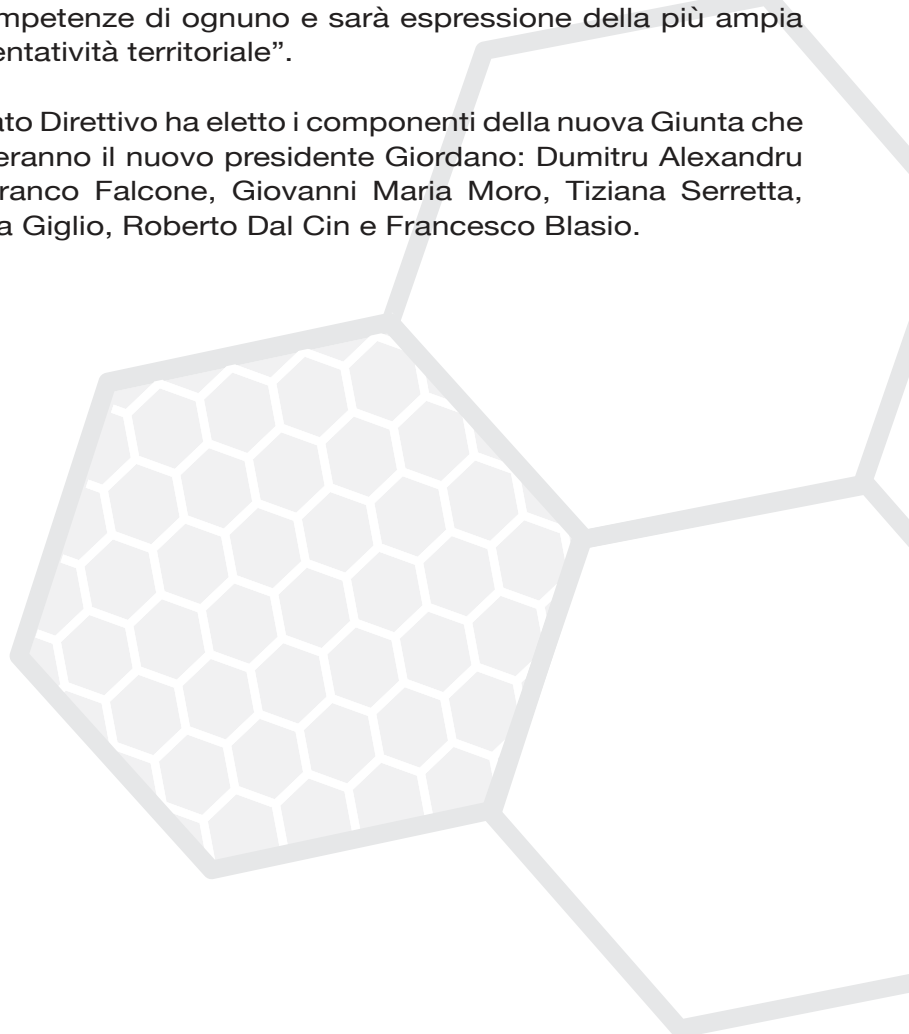 mpetenze di ognuno e sarà espressione della più ampia
entatività territoriale”.
ato Direttivo ha eletto i componenti della nuova Giunta che
eranno il nuovo presidente Giordano: Dumitru Alexandru
ranco Falcone, Giovanni Maria Moro, Tiziana Serretta,
a Giglio, Roberto Dal Cin e Francesco Blasio.